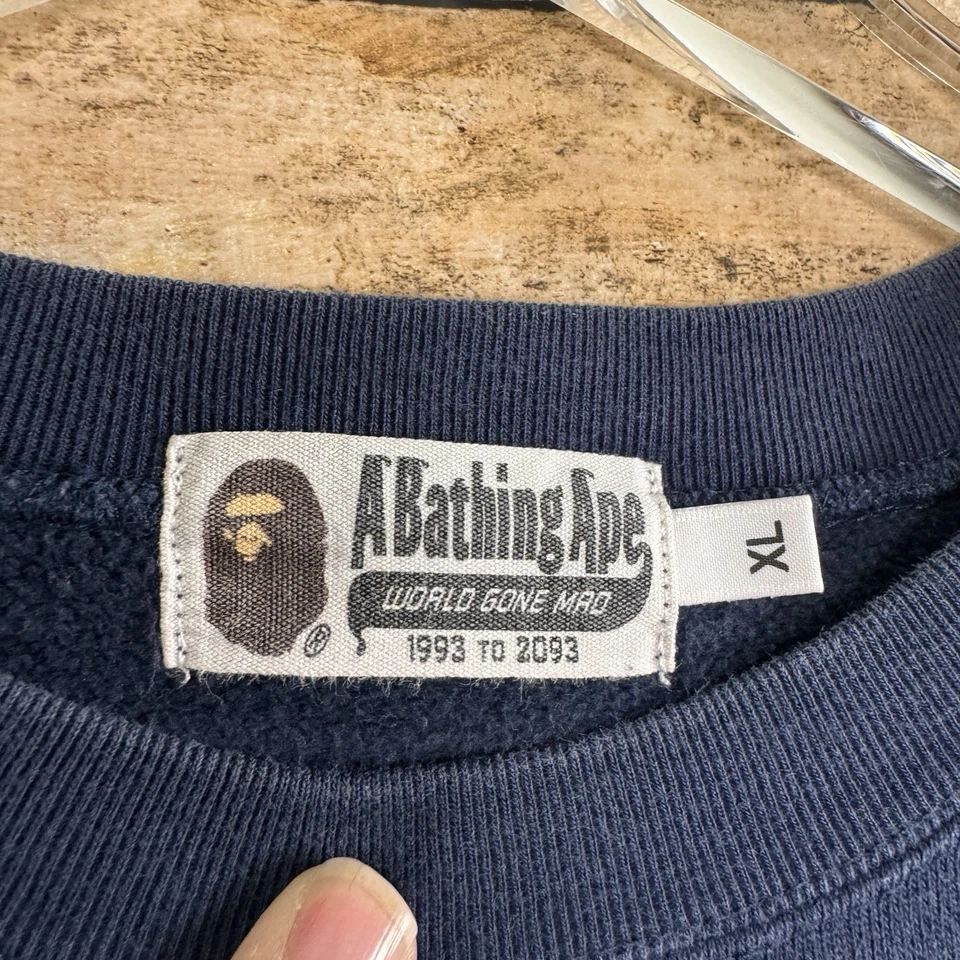 A Bathing Ape
WORLD GONE MAD
1993 TO 2093
®
XL